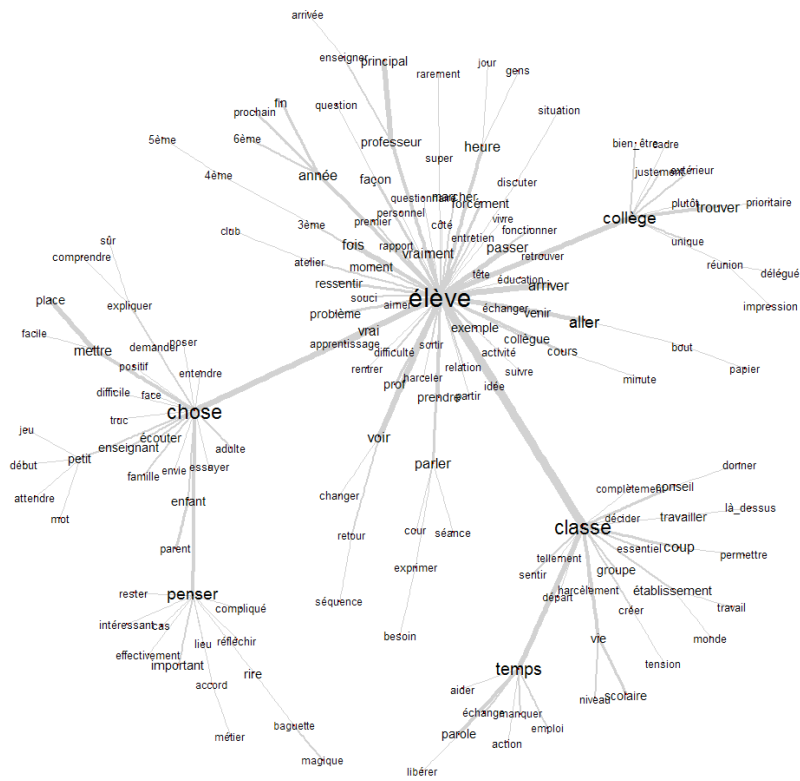 arrivée
enseigner
principal
rarement
jour
gens
fin
prochain
question
situation
5ème
6ème
professeur
heure
bien_être
cadre
4ème
année
façon
super
justement
extérieur
discuter
questionnaire
marcher
forcément
plutôt
trouver
prioritaire
personnel
collège
3ème
premier
côté
vivre
fonctionner
club
sûr
fois
rapport
vraiment
entretien
passer
unique
comprendre
atelier
moment
retrouver
réunion
délégué
place
ressentir
tête
éducation
arriver
expliquer
souci
aimer
élève
échanger
venir
impression
problème
aller
facile
mettre
demander
poser
vrai
exemple
collègue
apprentissage
difficulté
sortir
activité
cours
bout
positif
entendre
rentrer
harceler
relation
suivre
papier
difficile
face
prof
prendre
partir
idée
minute
chose
truc
jeu
enseignant
écouter
adulte
voir
début
petit
famille
envie
essayer
parler
donner
complètement
conseil
attendre
enfant
changer
mot
classe
décider
travailler
là_dessus
retour
cour
séance
essentiel
coup
permettre
parent
tellement
exprimer
sentir
groupe
harcèlement
établissement
penser
rester
compliqué
séquence
départ
créer
travail
intéressant
cas
lieu
réfléchir
besoin
vie
monde
effectivement
important
rire
temps
tension
accord
aider
niveau
scolaire
échange
manquer
baguette
emploi
métier
parole
action
magique
libérer